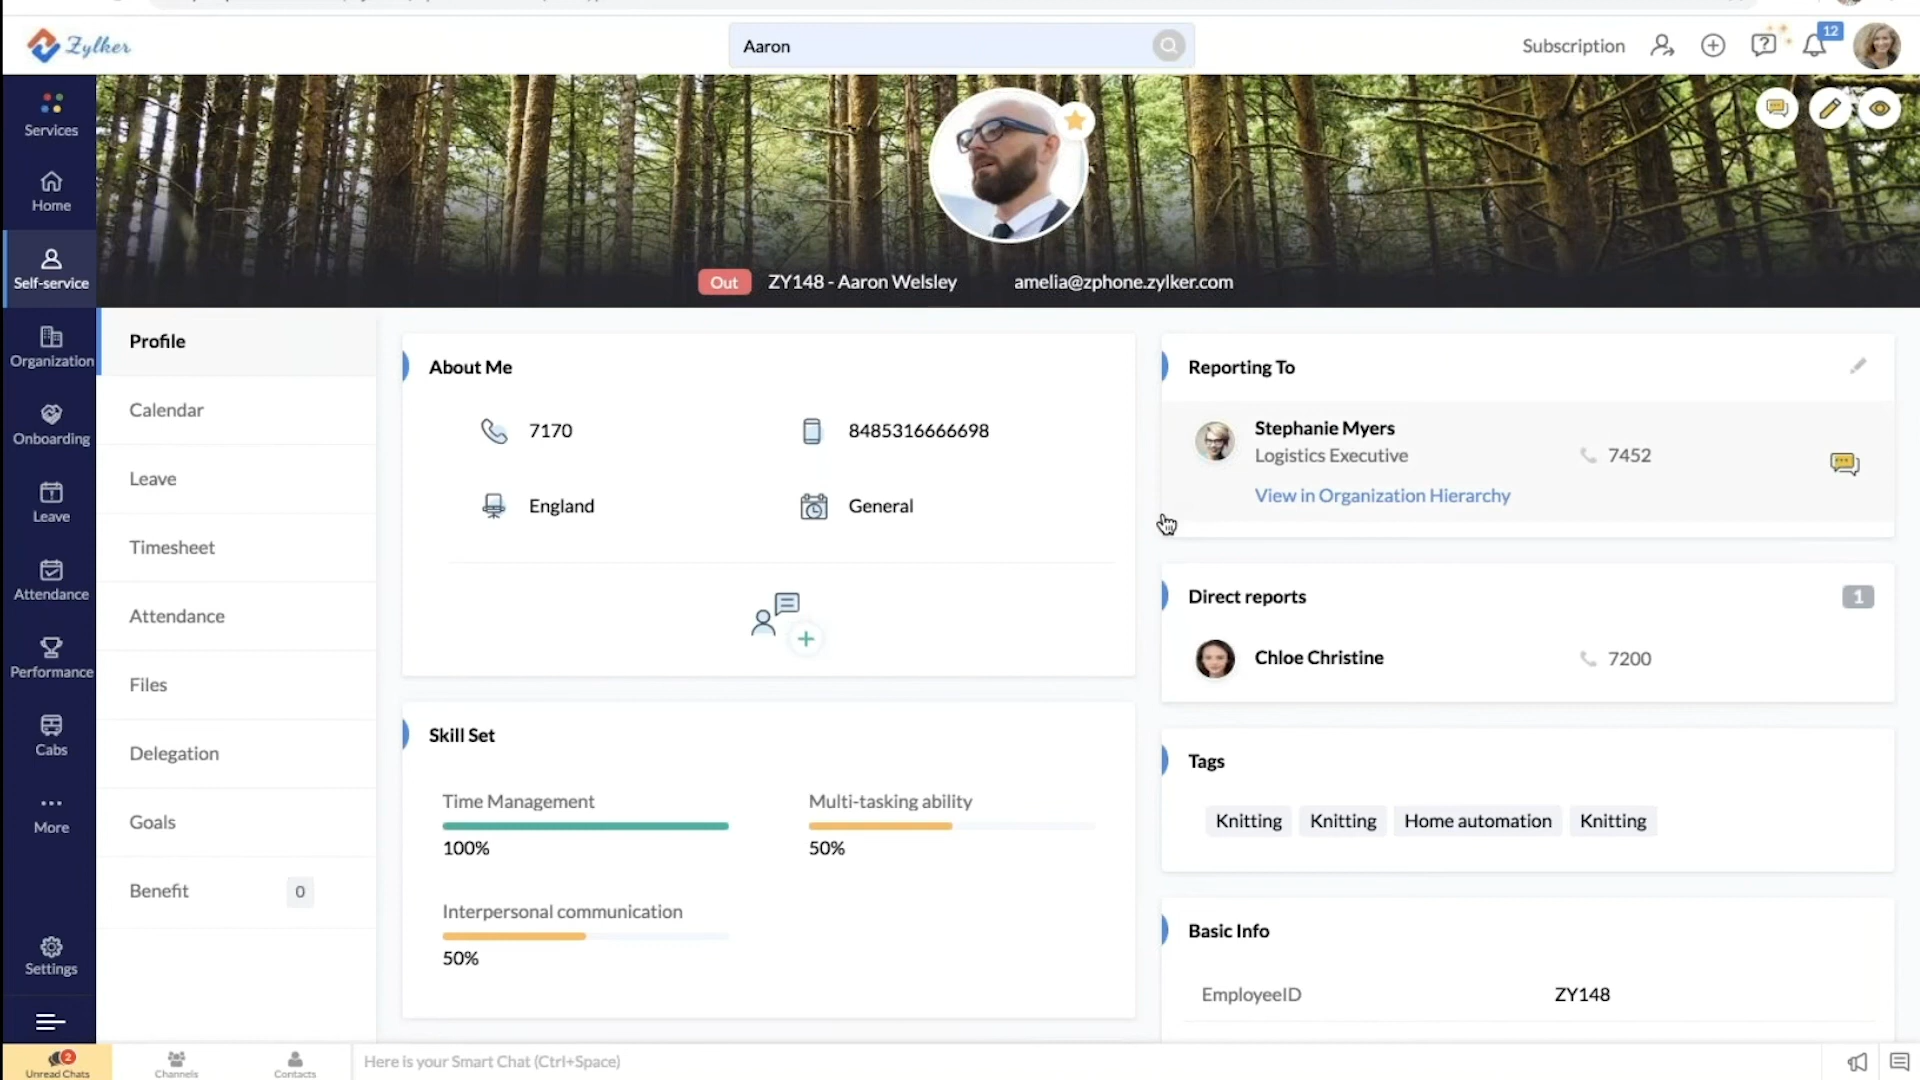 Zylker
Aaron
Subscription
12
Services
Home
Self-service
Organization
Onboarding
Leave
Attendance
Performance
Cabs
More
Settings
Out
ZY148 - Aaron Welsley
amelia@zphone.zylker.com
Profile
Calendar
Leave
Timesheet
Attendance
Files
Delegation
Goals
Benefit 0
About Me
7170
8485316666698
England
General
Skill Set
Time Management
100%
Multi-tasking ability
50%
Interpersonal communication
50%
Reporting To
Stephanie Myers
Logistics Executive
7452
View in Organization Hierarchy
Direct reports 1
Chloe Christine
7200
Tags
Knitting Knitting Home automation Knitting
Basic Info
EmployeeID ZY148
2
Unread Chats
Channels
Contacts
Here is your Smart Chat (Ctrl+Space)